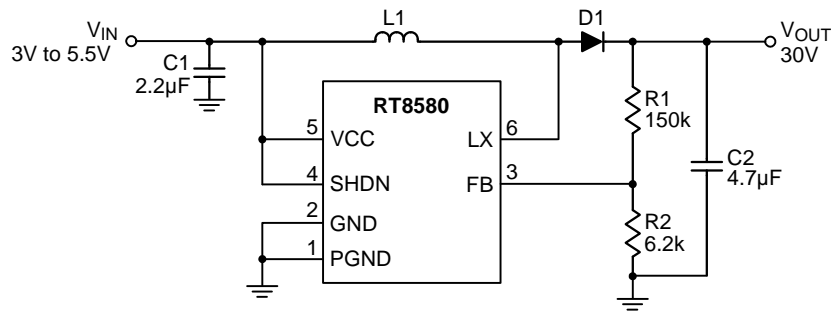 VIN
3V to 5.5V
C1
2.2µF
L1
D1
VOUT
30V
RT8580
5
VCC
4
SHDN
2
GND
1
PGND
LX
6
FB
3
R1
150k
R2
6.2k
C2
4.7µF